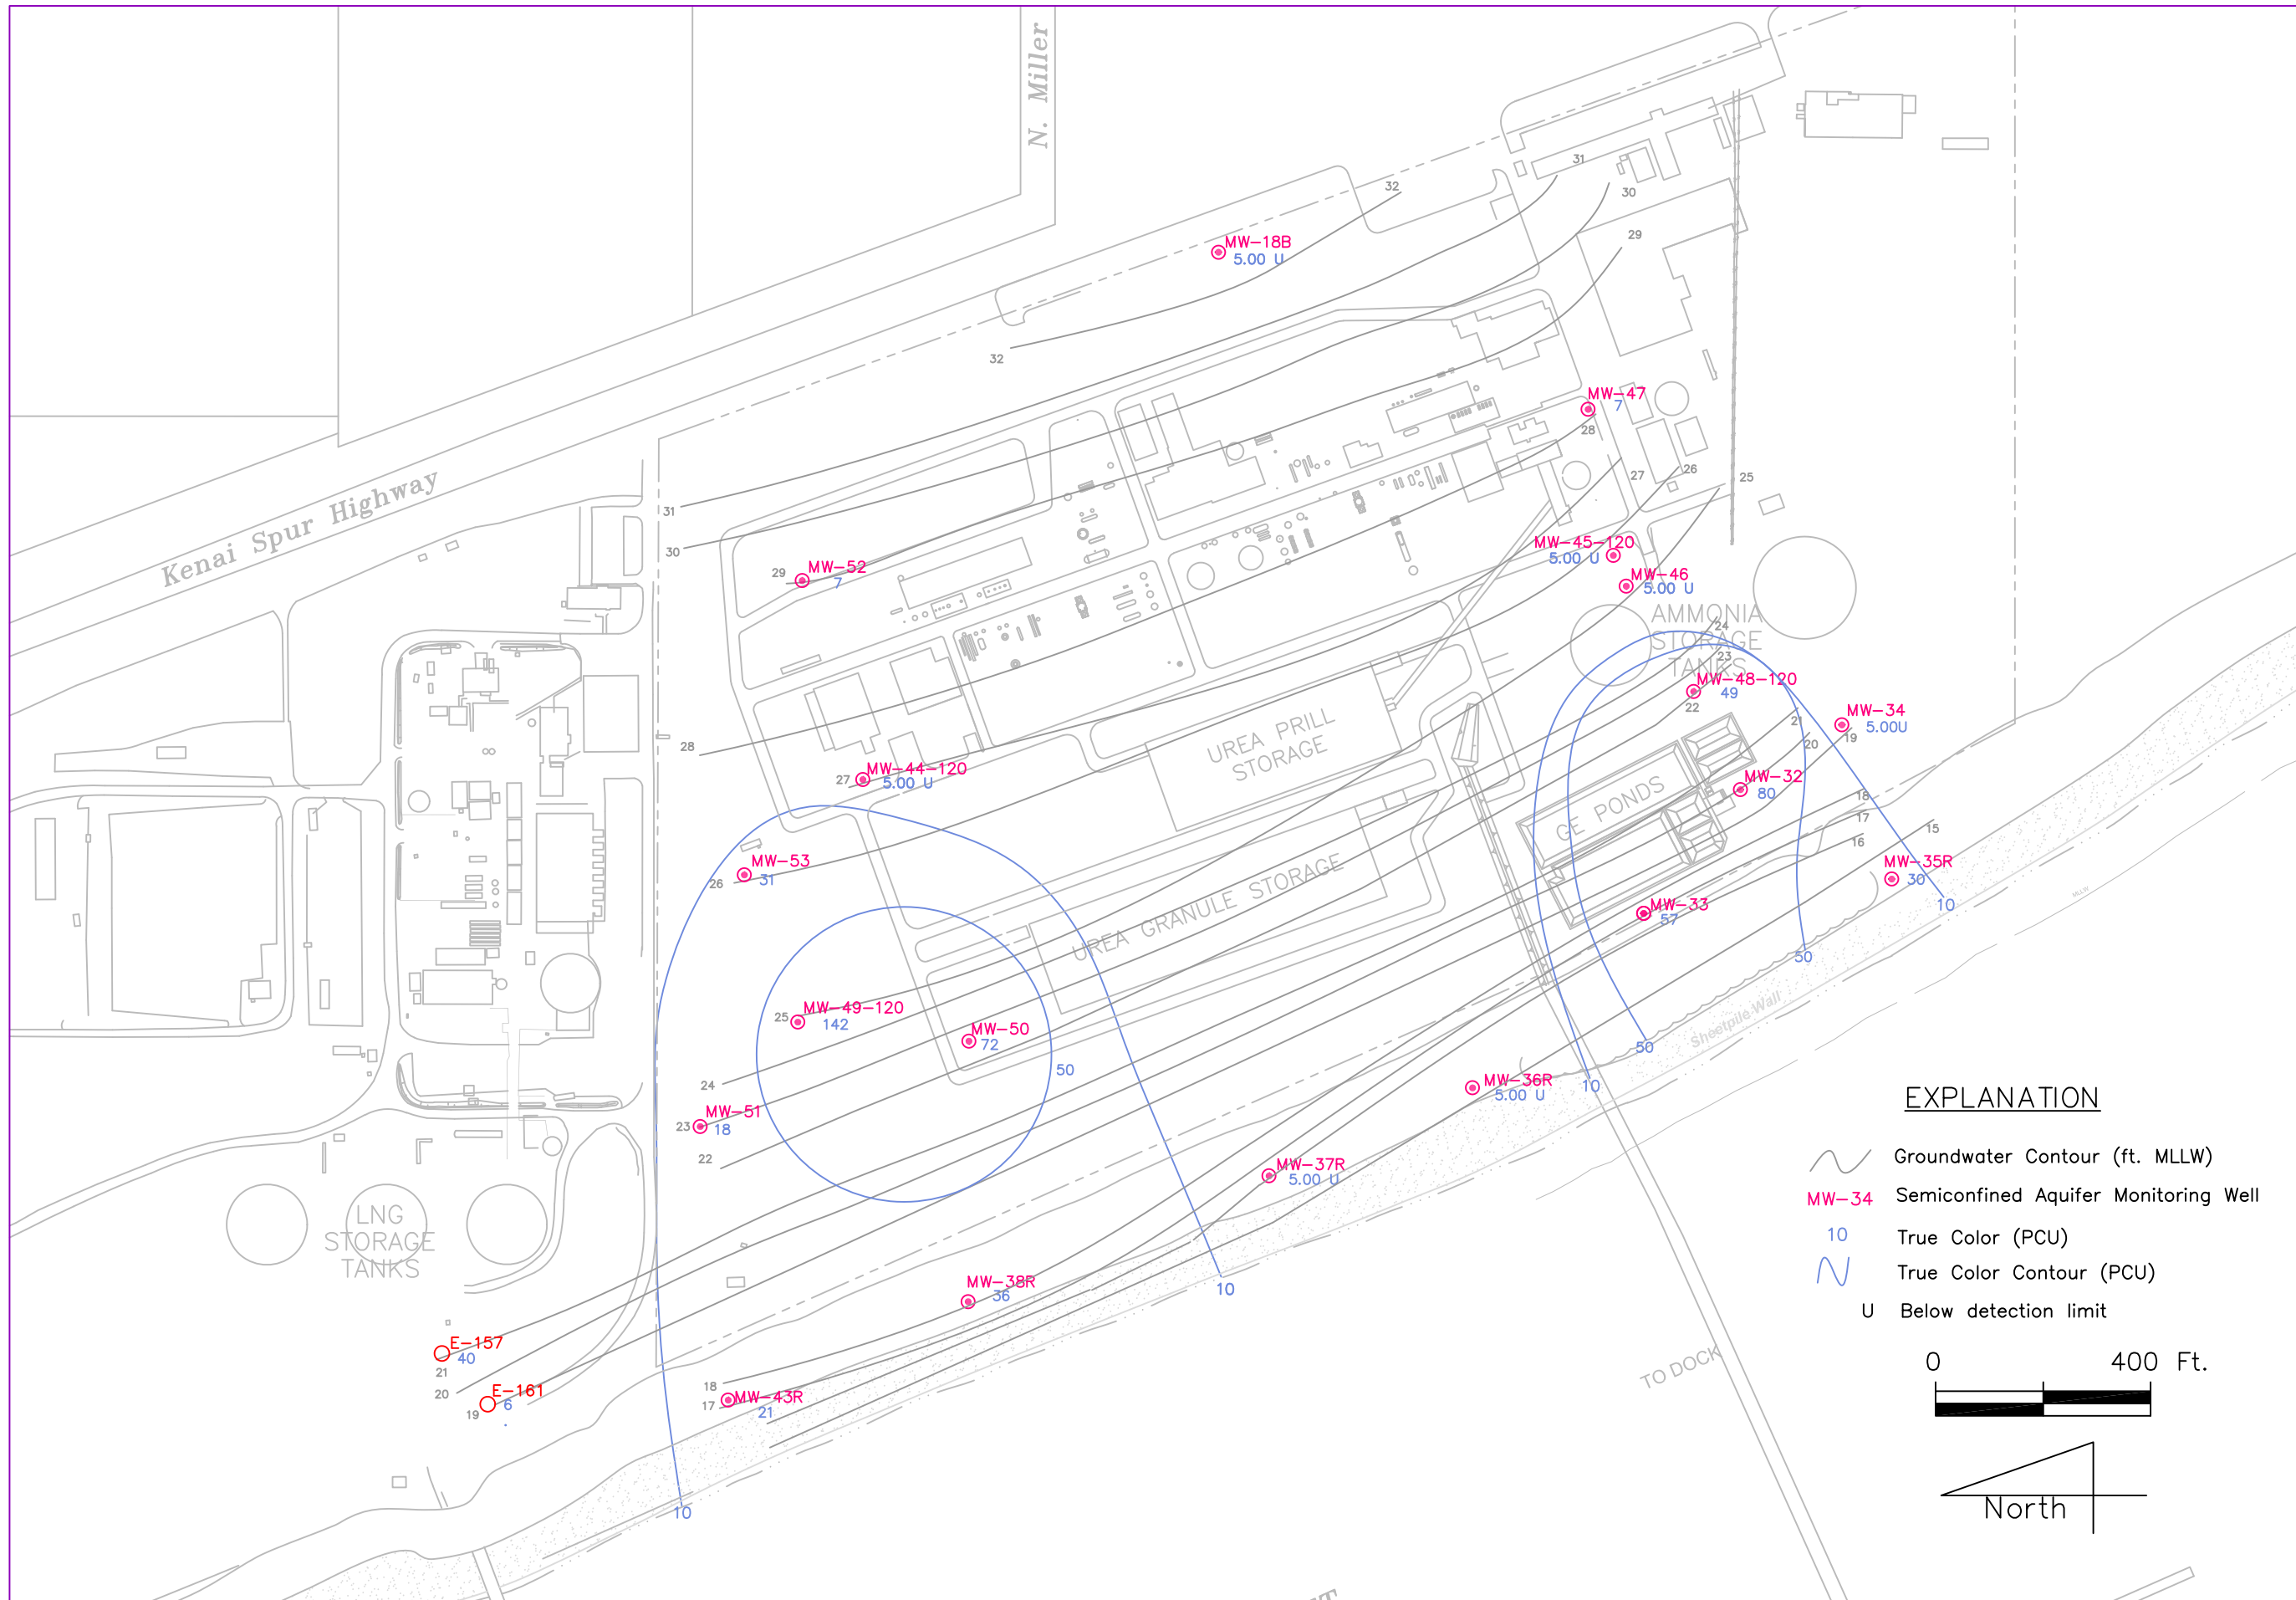 N. Miller
Kenai Spur Highway
32
31
30
29
MW-18B
5.00 U
32
MW-47
7
28
27
26
25
31
30
29
MW-52
7
MW-45-120
5.00 U
MW-46
5.00 U
AMMONIA
STORAGE
TANKS
24
23
MW-48-120
49
22
21
20
MW-34
5.00U
19
28
27
MW-44-120
5.00 U
UREA PRILL
STORAGE
GE PONDS
MW-32
80
18
17
16
15
MW-53
31
26
UREA GRANULE STORAGE
MW-35R
30
10
MW-33
57
50
25
MW-49-120
142
MW-50
72
50
Sheetpile Wall
MLLW
50
10
24
MW-51
23
18
22
MW-36R
5.00 U
MW-37R
5.00 U
LNG
STORAGE
TANKS
MW-38R
36
10
E-157
40
21
20
E-161
6
19
18
17
MW-43R
21
10
TO DOCK
EXPLANATION
Groundwater Contour (ft. MLLW)
MW-34 Semiconfined Aquifer Monitoring Well
10 True Color (PCU)
True Color Contour (PCU)
U Below detection limit
0 400 Ft.
North